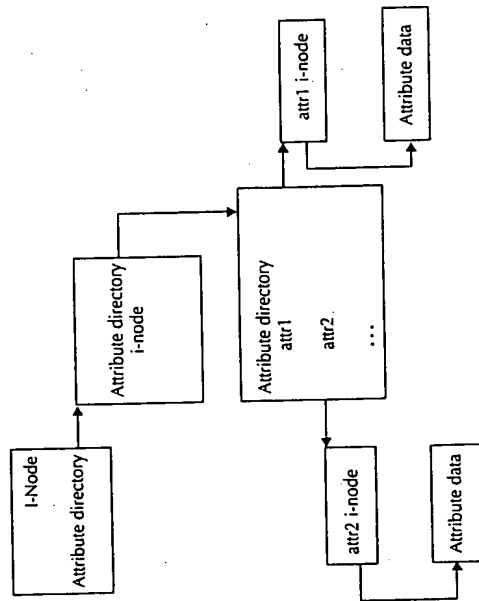 I-Node
Attribute directory
Attribute directory
i-node
Attribute directory
attr1
attr2
...
attr1 i-node
Attribute data
attr2 i-node
Attribute data